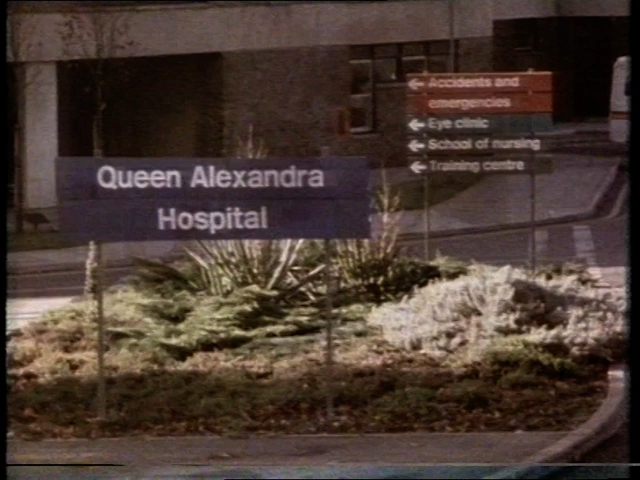 Queen Alexandra
Hospital
← Accidents and
emergencies
← Eye clinic
← School of nursing
← Training centre